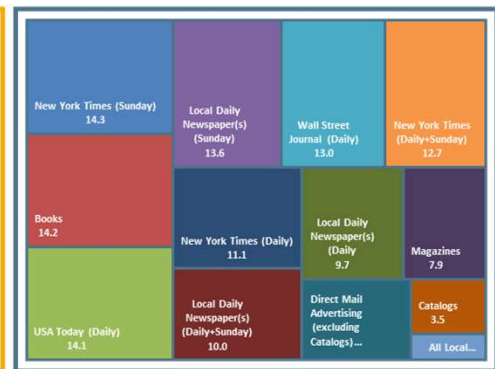 New York Times (Sunday)
14.3
Books
14.2
USA Today (Daily)
14.1
Local Daily
Newspaper(s)
(Sunday)
13.6
Wall Street
Journal (Daily)
13.0
New York Times
(Daily+Sunday)
12.7
New York Times (Daily)
11.1
Local Daily
Newspaper(s)
(Daily+Sunday)
10.0
Local Daily
Newspaper(s)
(Daily
9.7
Magazines
7.9
Direct Mail
Advertising
(excluding
Catalogs)...
Catalogs
3.5
All Local...